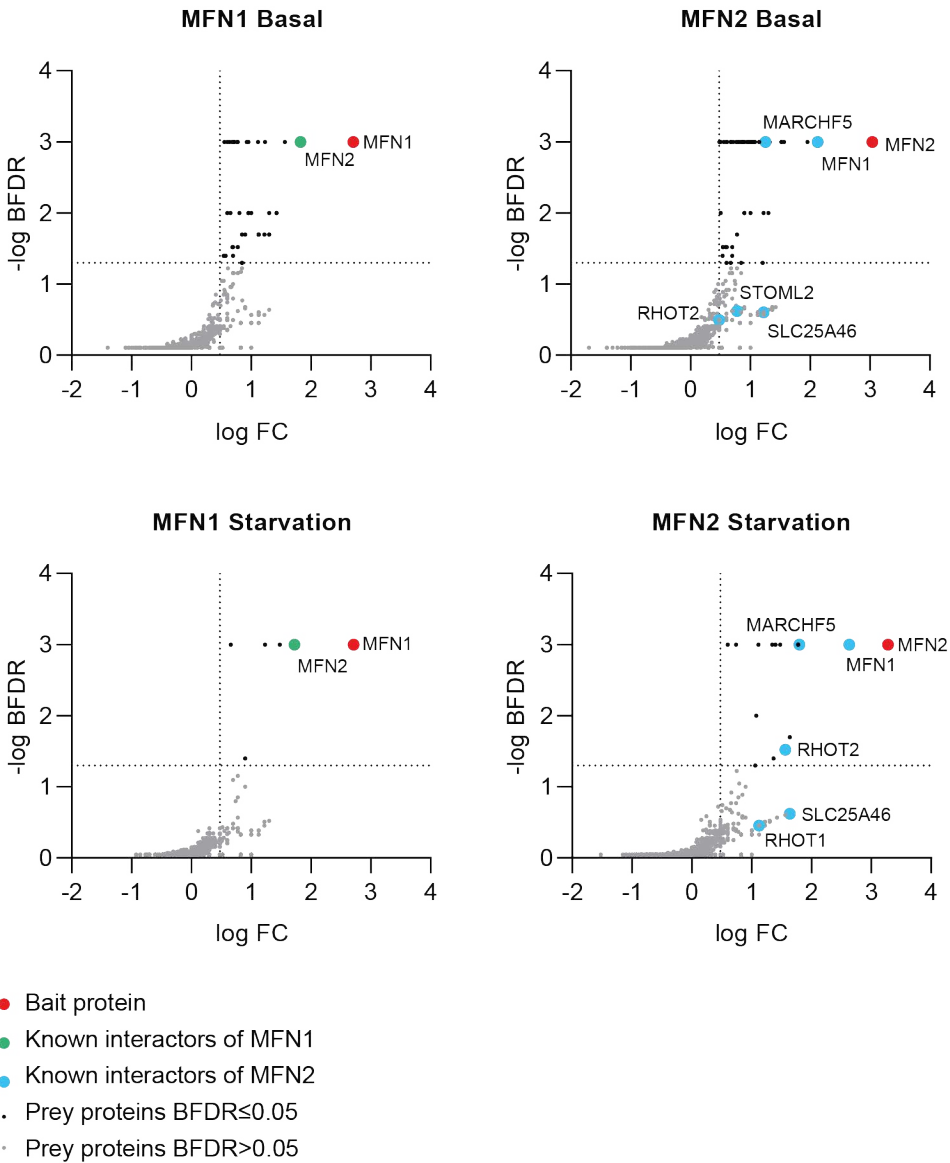 MFN1 Basal
4
3
2
1
0
-log BFDR
MFN1
MFN2
-2 -1 0 1 2 3 4
log FC
MFN2 Basal
4
3
2
1
0
-log BFDR
MARCHF5
MFN2
MFN1
STOML2
RHOT2
SLC25A46
-2 -1 0 1 2 3 4
log FC
MFN1 Starvation
4
3
2
1
0
-log BFDR
MFN1
MFN2
-2 -1 0 1 2 3 4
log FC
MFN2 Starvation
4
3
2
1
0
-log BFDR
MARCHF5
MFN2
MFN1
RHOT2
SLC25A46
RHOT1
-2 -1 0 1 2 3 4
log FC
Bait protein
Known interactors of MFN1
Known interactors of MFN2
Prey proteins BFDR≤0.05
Prey proteins BFDR>0.05